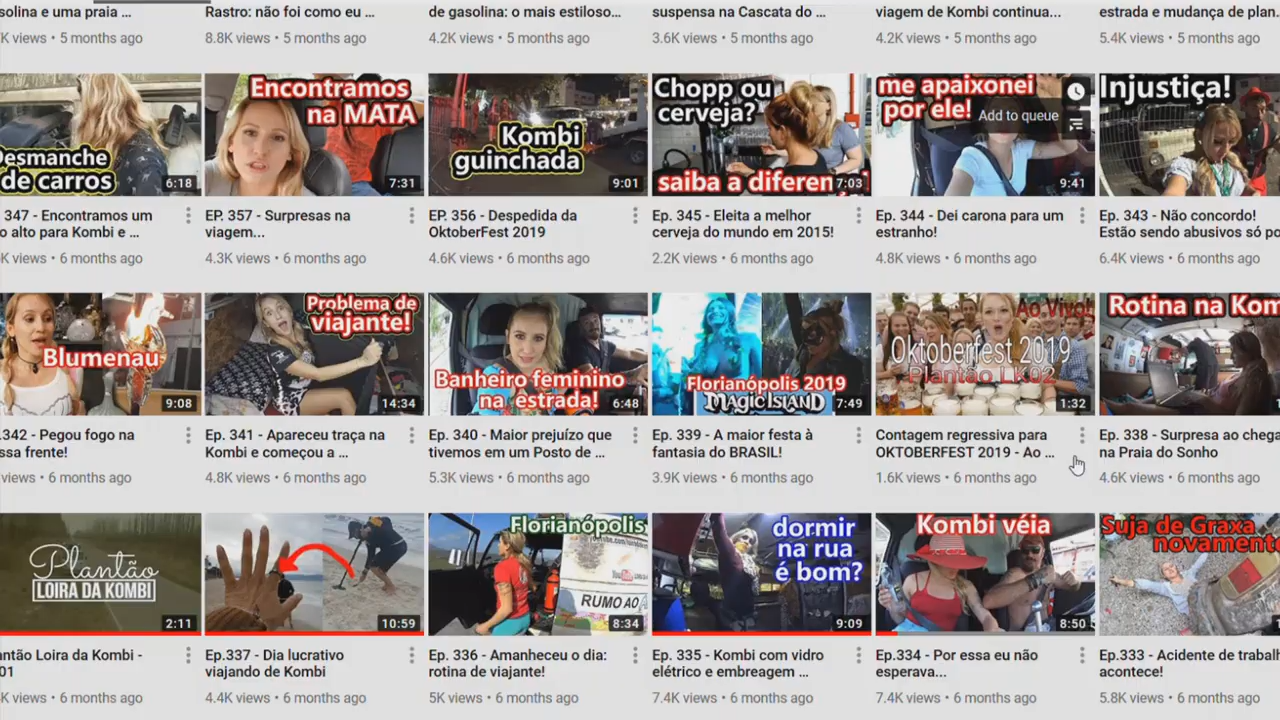 solina e uma praia ...
Rastro: não foi como eu ...
de gasolina: o mais estiloso...
suspensa na Cascata do ...
viagem de Kombi continua...
estrada e mudança de plan.
K views • 5 months ago
8.8K views • 5 months ago
4.2K views • 5 months ago
3.6K views • 5 months ago
4.2K views • 5 months ago
5.4K views • 5 months ago
Desmanche
de carros
6:18
Encontramos
na MATA
7:31
Kombi
guinchada
9:01
Chopp ou
cerveja?
saiba a diferen
7:03
me apaixonei
por ele!
Add to queue
9:41
Injustiça!
347 - Encontramos um
o alto para Kombi e ...
EP. 357 - Surpresas na
viagem...
EP. 356 - Despedida da
OktoberFest 2019
Ep. 345 - Eleita a melhor
cerveja do mundo em 2015!
Ep. 344 - Dei carona para um
estranho!
Ep. 343 - Não concordo!
Estão sendo abusivos só po
K views • 6 months ago
4.3K views • 6 months ago
4.6K views • 6 months ago
2.2K views • 6 months ago
4.8K views • 6 months ago
6.4K views • 6 months ago
Blumenau
9:08
Problema de
viajante!
14:34
Banheiro feminino
na estrada!
6:48
Florianópolis 2019
MAGIC ISLAND
7:49
Ao Vivo!
Oktoberfest 2019
Plantão LK02
1:32
Rotina na Kom
.342 - Pegou fogo na
ssa frente!
Ep. 341 - Apareceu traça na
Kombi e começou a ...
Ep. 340 - Maior prejuízo que
tivemos em um Posto de ...
Ep. 339 - A maior festa à
fantasia do BRASIL!
Contagem regressiva para
OKTOBERFEST 2019 - Ao ...
Ep. 338 - Surpresa ao chega
na Praia do Sonho
views • 6 months ago
4.8K views • 6 months ago
5.3K views • 6 months ago
3.9K views • 6 months ago
1.6K views • 6 months ago
4.6K views • 6 months ago
Plantão
LOIRA DA KOMBI
2:11
10:59
Florianópolis
RUMO AO
8:34
dormir
na rua
é bom?
9:09
Kombi véia
8:50
Suja de Graxa
novamente
antão Loira da Kombi -
01
Ep.337 - Dia lucrativo
viajando de Kombi
Ep. 336 - Amanheceu o dia:
rotina de viajante!
Ep. 335 - Kombi com vidro
elétrico e embreagem ...
Ep.334 - Por essa eu não
esperava...
Ep.333 - Acidente de trabalh
acontece!
K views • 6 months ago
4.4K views • 6 months ago
5K views • 6 months ago
7.4K views • 6 months ago
7.4K views • 6 months ago
5.8K views • 6 months ago